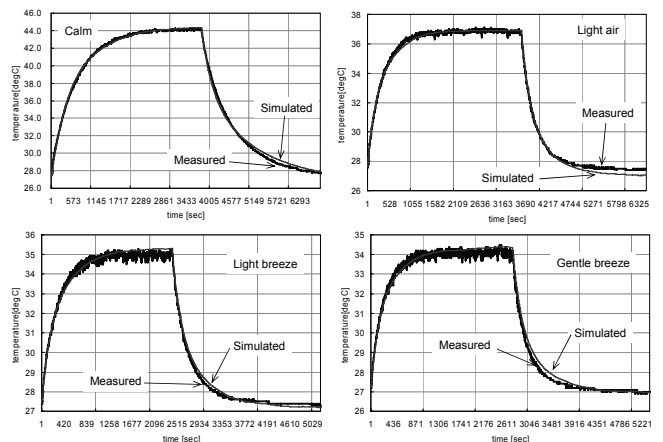 Calm
temperature[degC]
46.0
44.0
42.0
40.0
38.0
36.0
34.0
32.0
30.0
28.0
26.0
Simulated
Measured
1 573 1145 1717 2289 2861 3433 4005 4577 5149 5721 6293
time [sec]
Light air
temperature[degC]
38
36
34
32
30
28
26
Measured
Simulated
1 528 1055 1582 2109 2636 3163 3690 4217 4744 5271 5798 6325
time [sec]
Light breeze
temperature[degC]
36
35
34
33
32
31
30
29
28
27
26
Simulated
Measured
1 420 839 1258 1677 2096 2515 2934 3353 3772 4191 4610 5029
time [sec]
Gentle breeze
temperature[degC]
35
34
33
32
31
30
29
28
27
26
Simulated
Measured
1 436 871 1306 1741 2176 2611 3046 3481 3916 4351 4786 5221
time [sec]